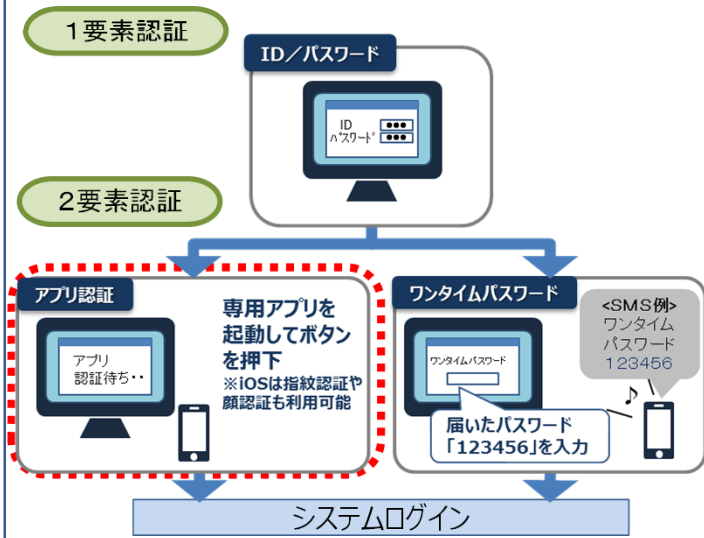 １要素認証
ID／パスワード
ID ●●●
パスワード ●●●
２要素認証
アプリ認証
アプリ
認証待ち・・
専用アプリを
起動してボタン
を押下
※iOSは指紋認証や
顔認証も利用可能
ワンタイムパスワード
ワンタイムパスワード
<SMS例>
ワンタイム
パスワード
123456
♪
届いたパスワード
「123456」を入力
システムログイン